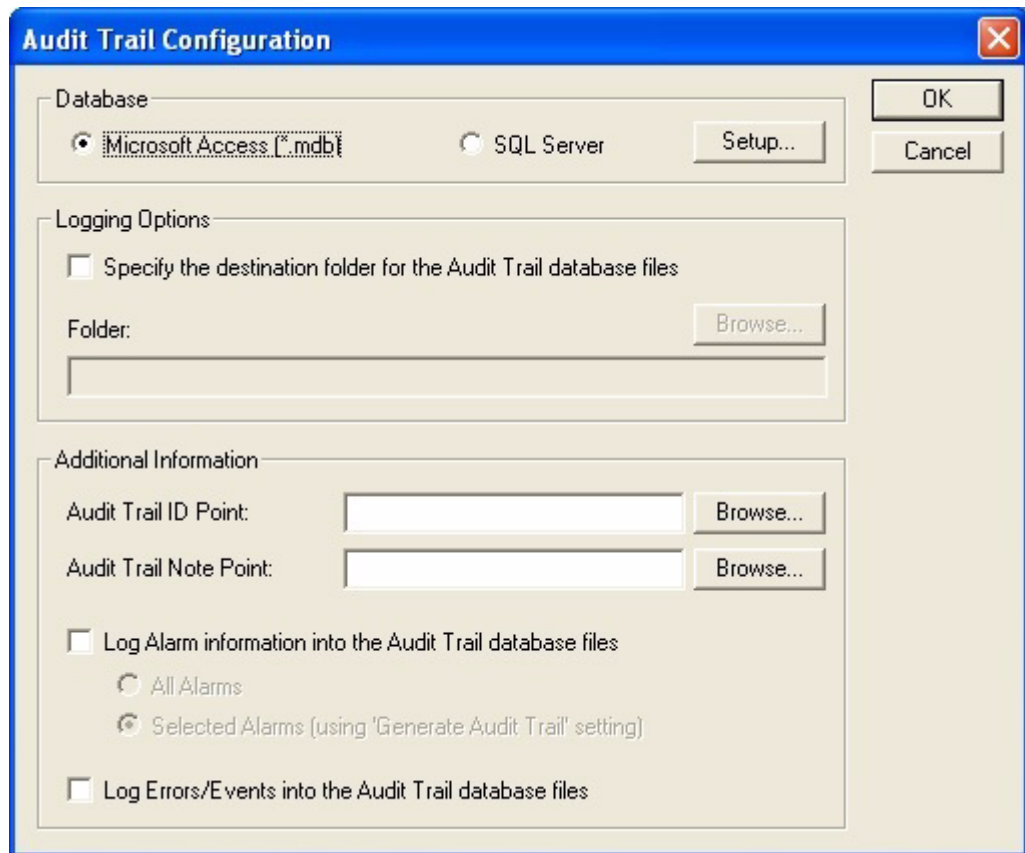 Audit Trail Configuration
Database
Microsoft Access (*.mdb)
SQL Server
Setup...
OK
Cancel
Logging Options
Specify the destination folder for the Audit Trail database files
Folder:
Browse...
Additional Information
Audit Trail ID Point:
Browse...
Audit Trail Note Point:
Browse...
Log Alarm information into the Audit Trail database files
All Alarms
Selected Alarms (using 'Generate Audit Trail' setting)
Log Errors/Events into the Audit Trail database files